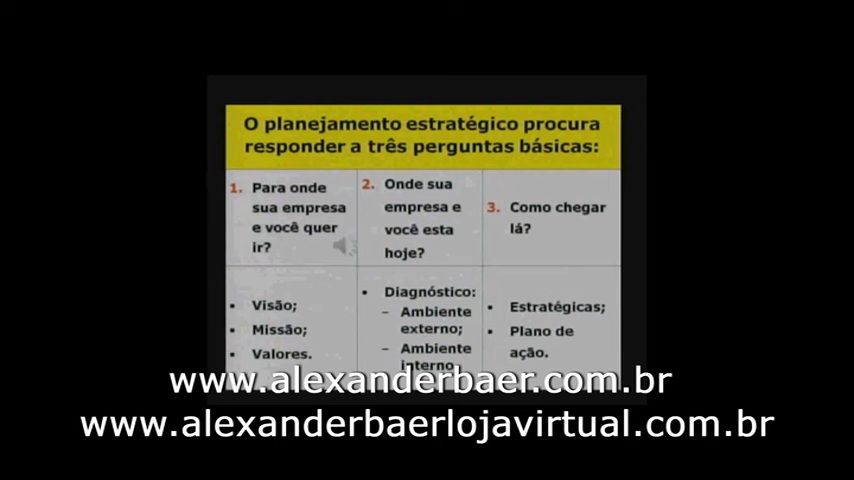 O planejamento estratégico procura
responder a três perguntas básicas:
1. Para onde
sua empresa
e você quer
ir?
2. Onde sua
empresa e
você esta
hoje?
3. Como chegar
lá?
• Visão;
• Missão;
• Valores.
• Diagnóstico:
– Ambiente
externo;
– Ambiente
interno
• Estratégicas;
• Plano de
ação.
www.alexanderbaer.com.br
www.alexanderbaerlojavirtual.com.br